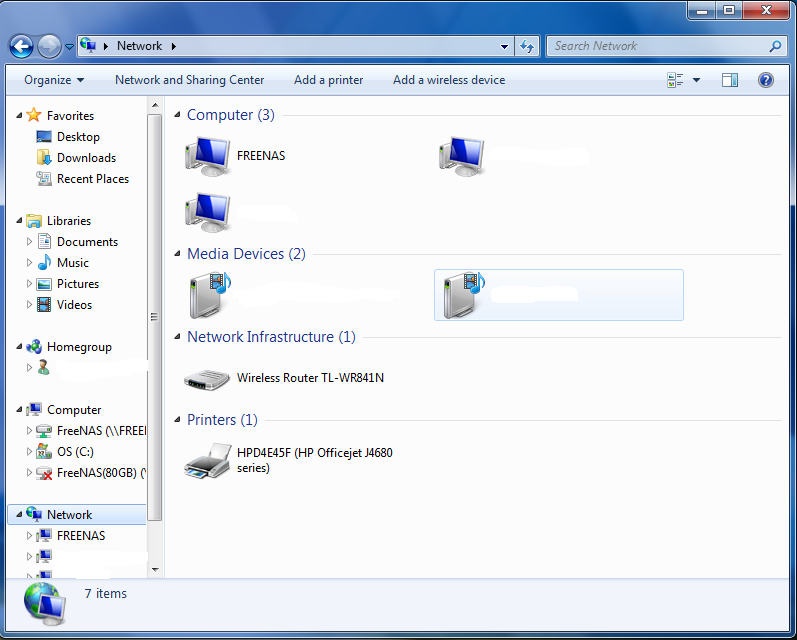 Network
Search Network
Organize
Network and Sharing Center
Add a printer
Add a wireless device
Favorites
Desktop
Downloads
Recent Places
Libraries
Documents
Music
Pictures
Videos
Homegroup
Computer
FreeNAS (\\FREEI
OS (C:)
FreeNAS(80GB) (\
Network
FREENAS
Computer (3)
FREENAS
Media Devices (2)
Network Infrastructure (1)
Wireless Router TL-WR841N
Printers (1)
HPD4E45F (HP Officejet J4680
series)
7 items